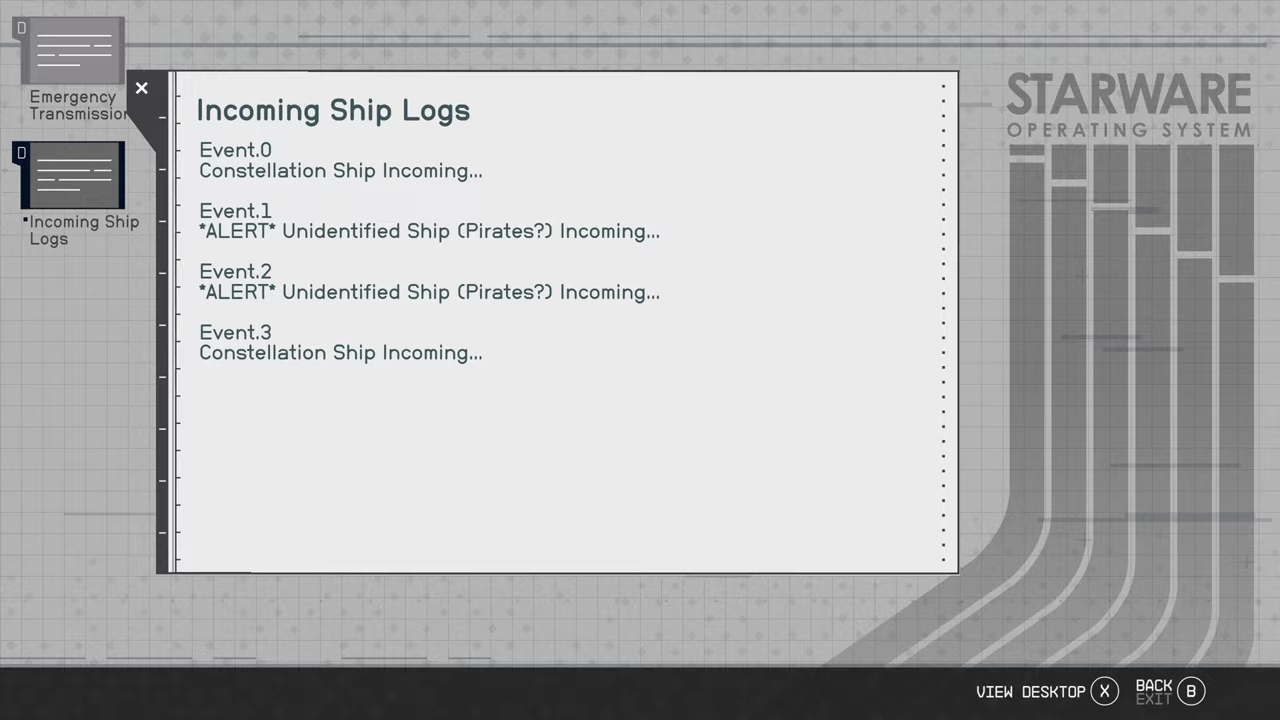 D
Emergency
Transmission
D
Incoming Ship
Logs
×
Incoming Ship Logs
Event.0
Constellation Ship Incoming...
Event.1
*ALERT* Unidentified Ship (Pirates?) Incoming...
Event.2
*ALERT* Unidentified Ship (Pirates?) Incoming...
Event.3
Constellation Ship Incoming...
STARWARE
OPERATING SYSTEM
VIEW DESKTOP X
BACK B
EXIT